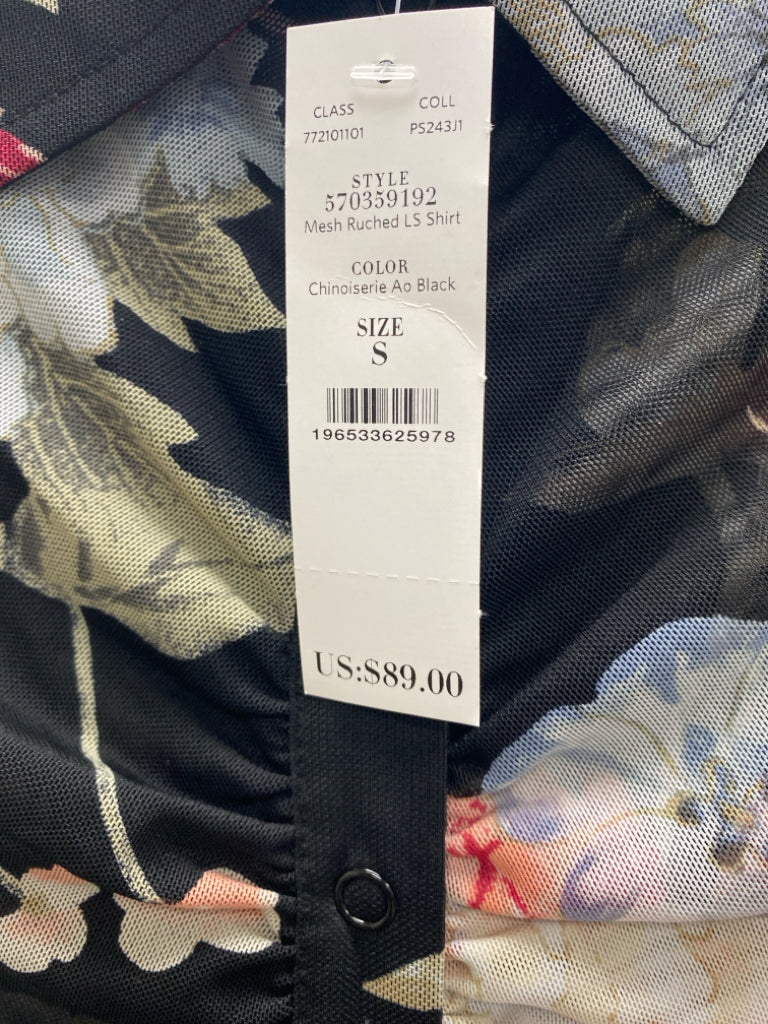 CLASS COLL
772101101 PS243J1
STYLE
570359192
Mesh Ruched LS Shirt
COLOR
Chinoiserie Ao Black
SIZE
S
196533625978
US:$89.00